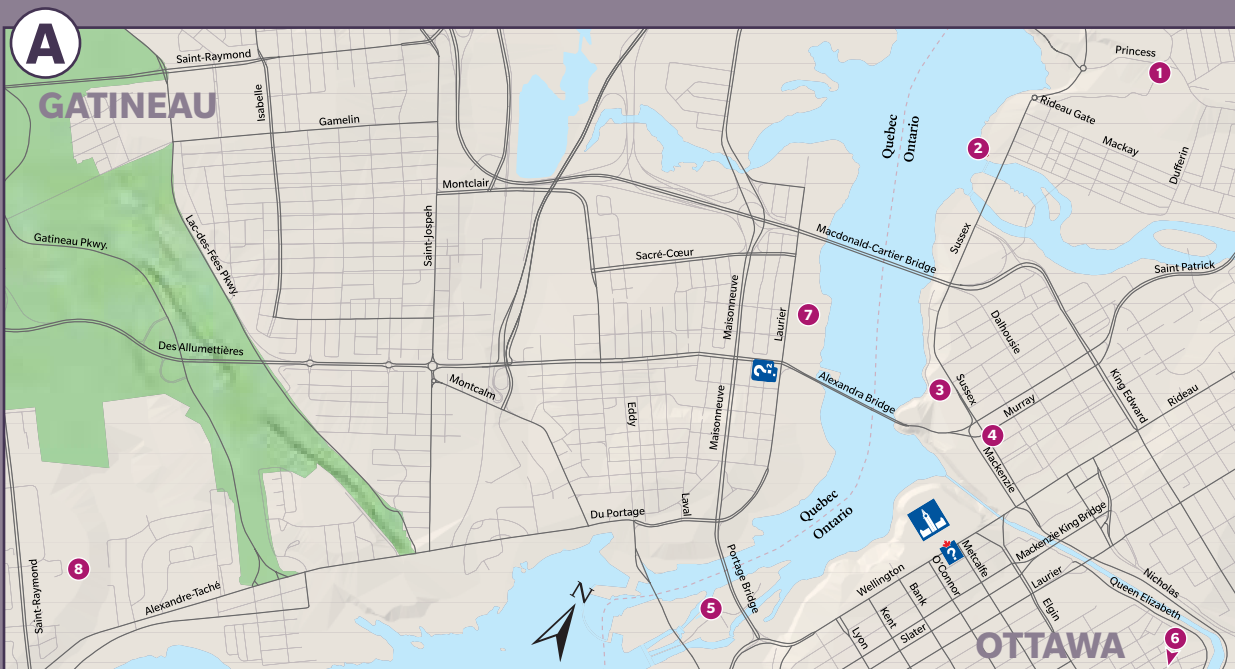 A
GATINEAU
Saint-Raymond
Isabelle
Gamelin
Princess
1
Rideau Gate
Mackay
Dufferin
Quebec
Ontario
2
Montclair
Saint-Jospeh
Lac-des-Fées Pkwy.
Gatineau Pkwy.
Sacré-Cœur
Macdonald-Cartier Bridge
Sussex
Saint Patrick
Maisonneuve
Laurier
7
Dalhousie
Des Allumettières
?
2
Montcalm
Alexandra Bridge
3
Sussex
Murray
King Edward
Rideau
Eddy
Maisonneuve
4
Mackenzie
Du Portage
Laval
Quebec
Ontario
Portage Bridge
?
Metcalfe
O'Connor
Wellington
Bank
Kent
Slater
Lyon
Mackenzie King Bridge
Laurier
Elgin
Nicholas
Queen Elizabeth
8
Saint-Raymond
Alexandre-Taché
N
5
OTTAWA
6